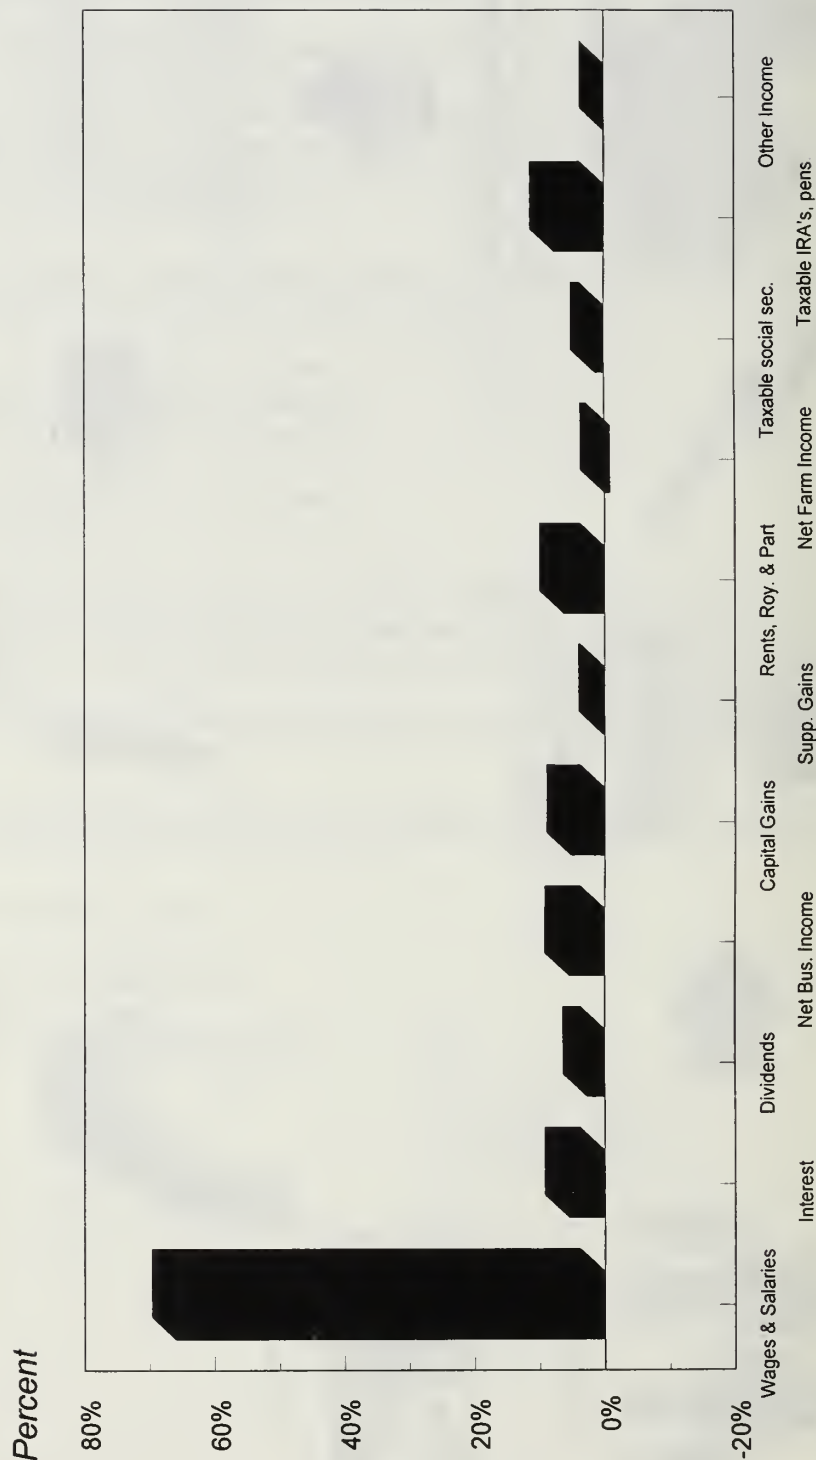 Percent
80%
60%
40%
20%
0%
-20%
Wages & Salaries
Interest
Dividends
Net Bus. Income
Capital Gains
Supp. Gains
Rents, Roy. & Part
Net Farm Income
Taxable social sec.
Taxable IRA's, pens.
Other Income